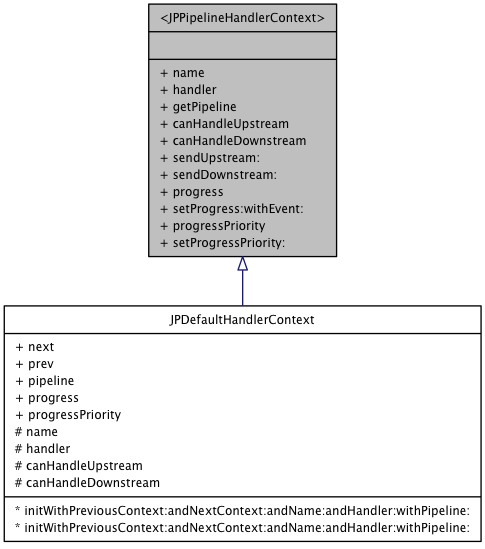 <JPPipelineHandlerContext>
+ name
+ handler
+ getPipeline
+ canHandleUpstream
+ canHandleDownstream
+ sendUpstream:
+ sendDownstream:
+ progress
+ setProgress:withEvent:
+ progressPriority
+ setProgressPriority:
JPDefaultHandlerContext
+ next
+ prev
+ pipeline
+ progress
+ progressPriority
# name
# handler
# canHandleUpstream
# canHandleDownstream
* initWithPreviousContext:andNextContext:andName:andHandler:withPipeline:
* initWithPreviousContext:andNextContext:andName:andHandler:withPipeline: